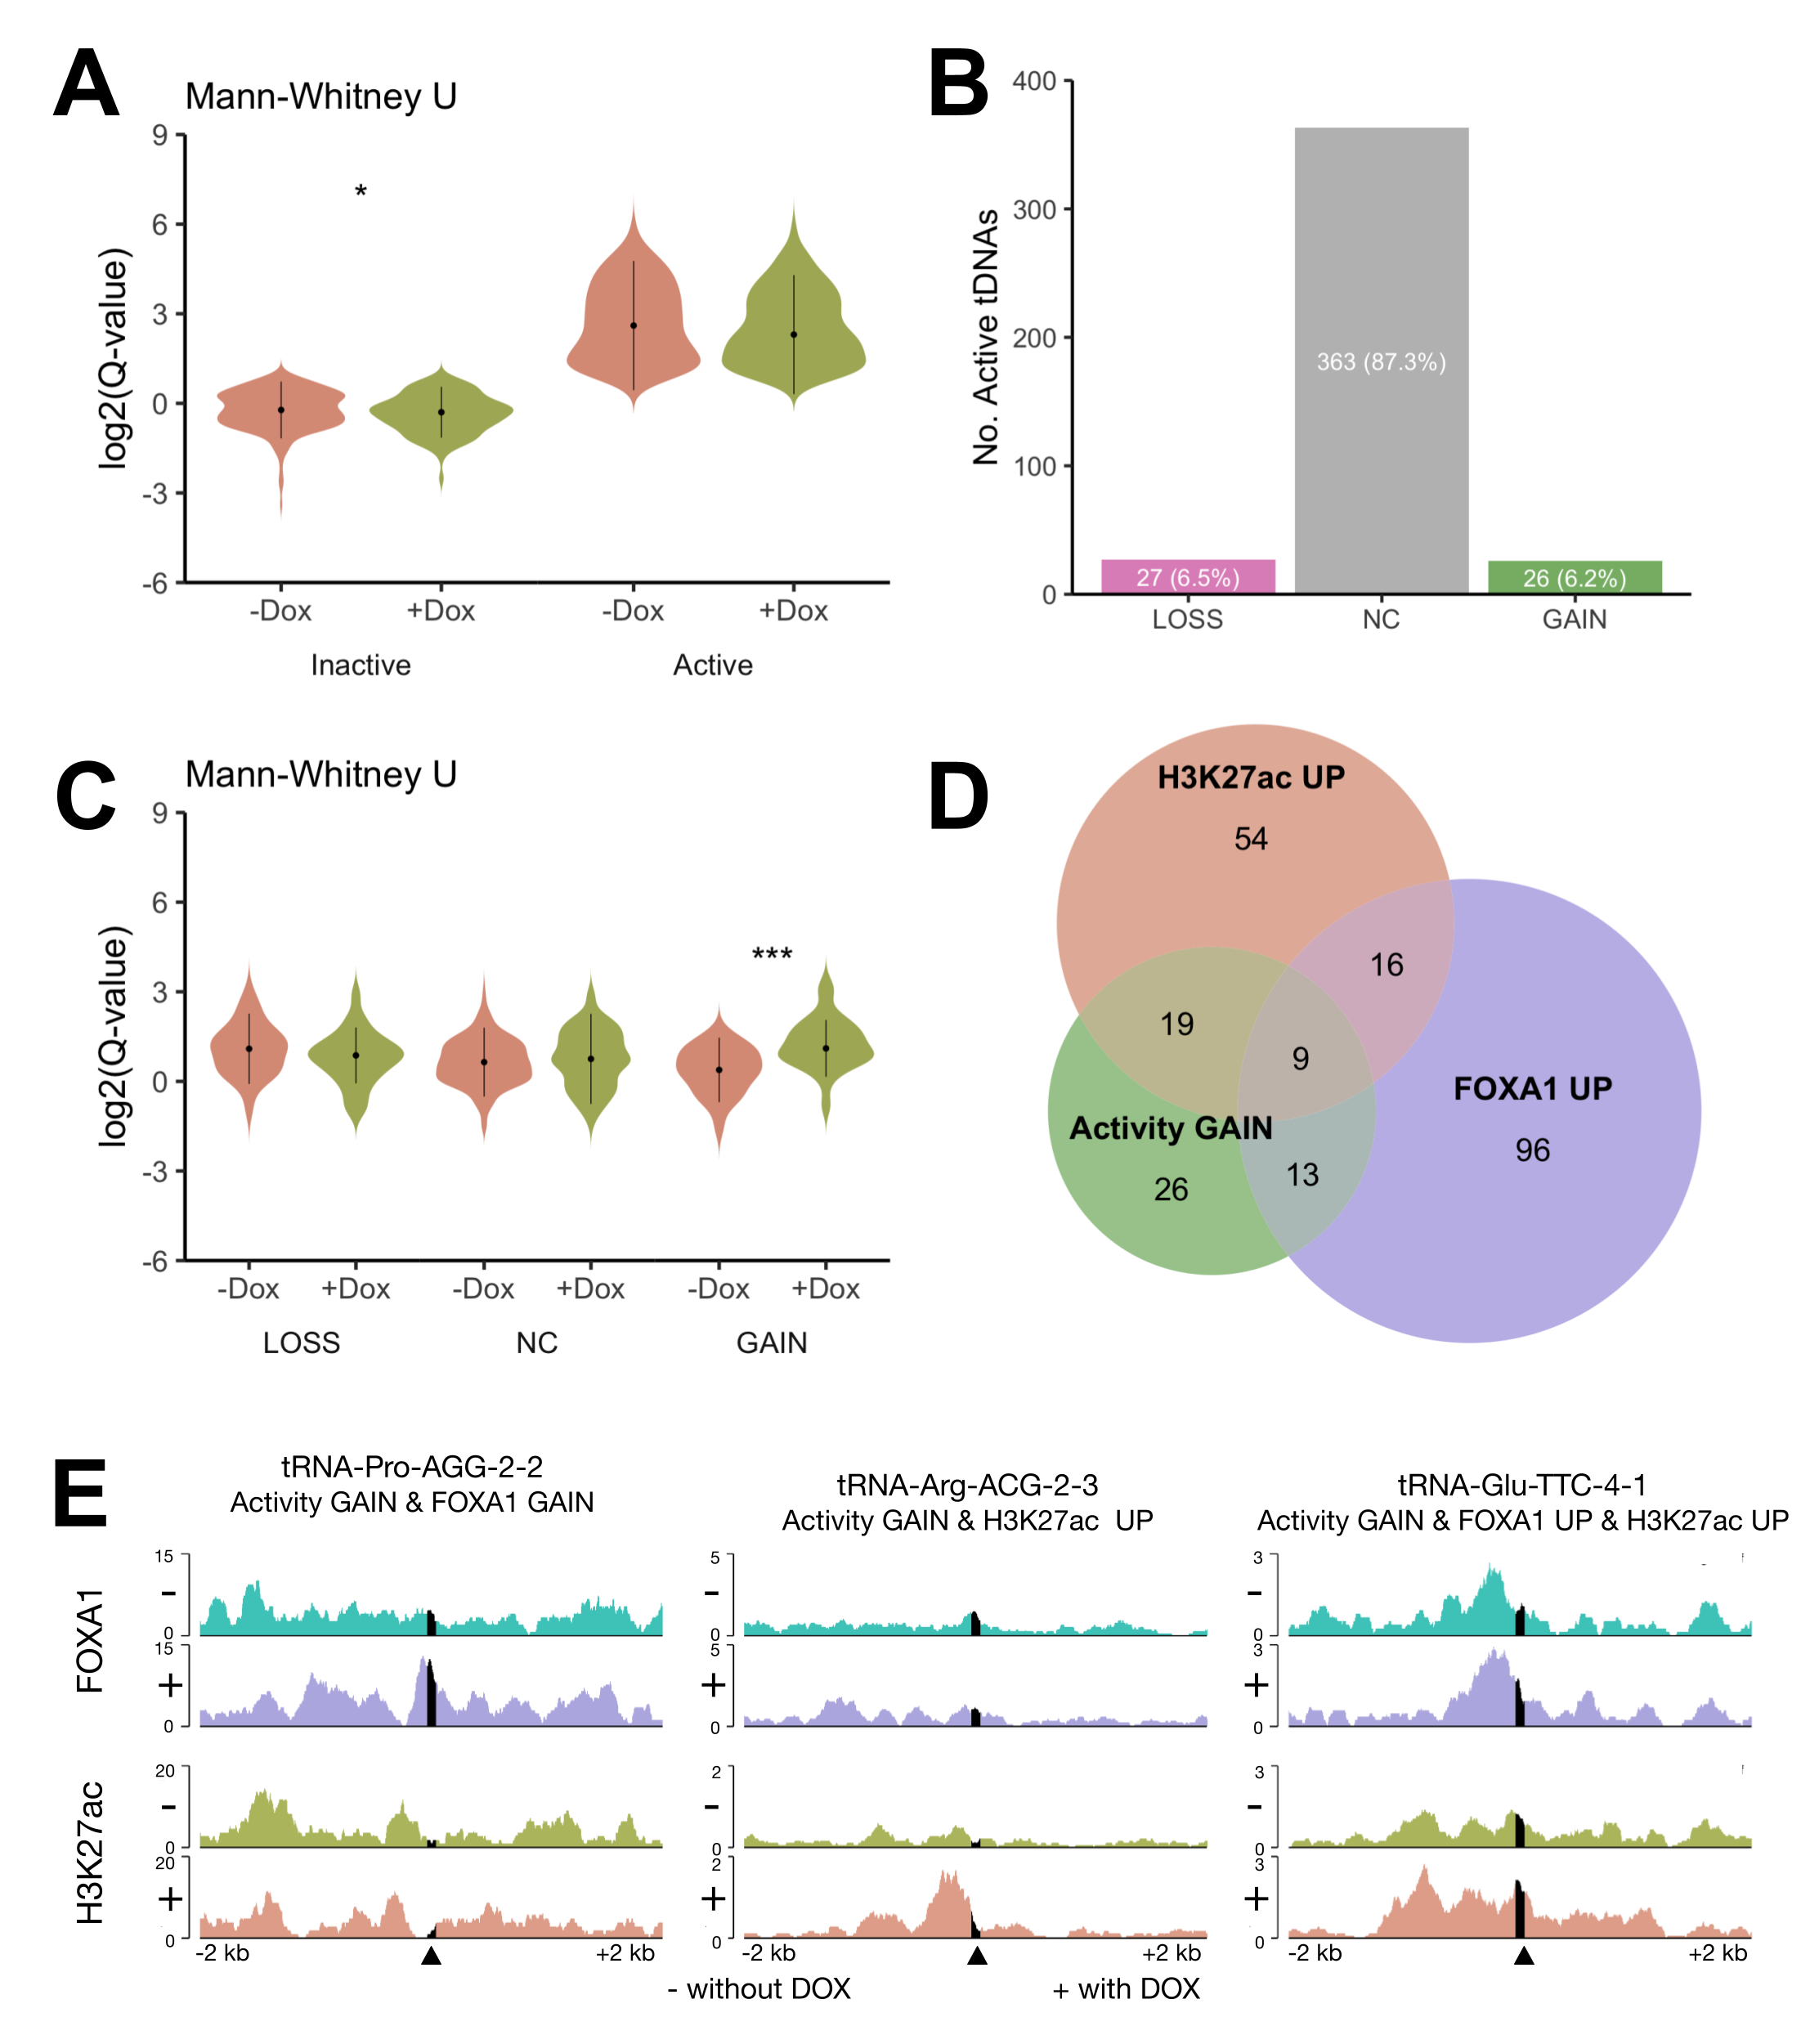 A
Mann-Whitney U
log2(Q-value)
9
6
3
0
-3
-6
*
-Dox
+Dox
-Dox
+Dox
Inactive
Active
B
No. Active tDNAs
400
300
200
100
0
363 (87.3%)
27 (6.5%)
26 (6.2%)
LOSS
NC
GAIN
C
Mann-Whitney U
log2(Q-value)
9
6
3
0
-3
-6
***
-Dox
+Dox
-Dox
+Dox
-Dox
+Dox
LOSS
NC
GAIN
D
H3K27ac UP
54
16
19
9
FOXA1 UP
Activity GAIN
96
26
13
E
tRNA-Pro-AGG-2-2
Activity GAIN & FOXA1 GAIN
tRNA-Arg-ACG-2-3
Activity GAIN & H3K27ac UP
tRNA-Glu-TTC-4-1
Activity GAIN & FOXA1 UP & H3K27ac UP
FOXA1
15
-
0
15
+
0
5
-
0
5
+
0
3
-
0
3
+
0
H3K27ac
20
-
0
20
+
0
2
-
0
2
+
0
3
-
0
3
+
0
-2 kb
+2 kb
-2 kb
+2 kb
-2 kb
+2 kb
- without DOX
+ with DOX